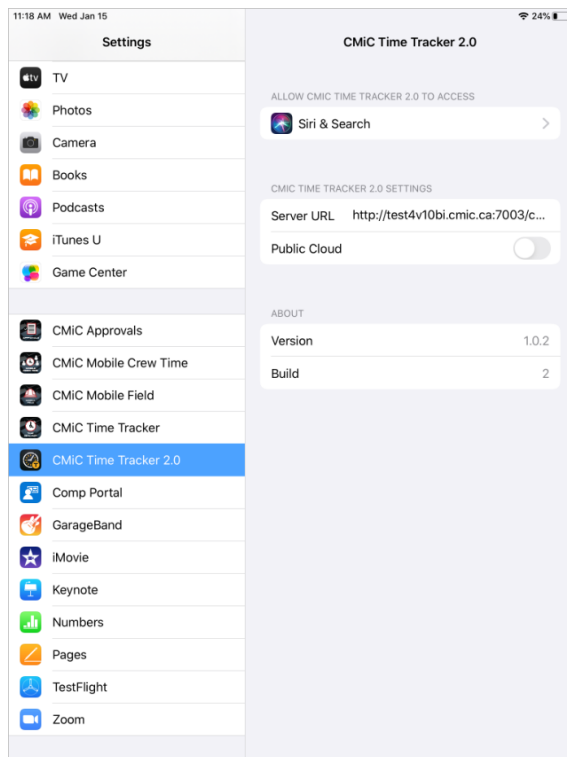 11:18 AM Wed Jan 15
24%
Settings
tv
TV
Photos
Camera
Books
Podcasts
iTunes U
Game Center
CMiC Approvals
CMiC Mobile Crew Time
CMiC Mobile Field
CMiC Time Tracker
CMiC Time Tracker 2.0
Comp Portal
GarageBand
iMovie
Keynote
Numbers
Pages
TestFlight
Zoom
CMiC Time Tracker 2.0
ALLOW CMIC TIME TRACKER 2.0 TO ACCESS
Siri & Search
CMIC TIME TRACKER 2.0 SETTINGS
Server URL http://test4v10bi.cmic.ca:7003/c...
Public Cloud
ABOUT
Version 1.0.2
Build 2